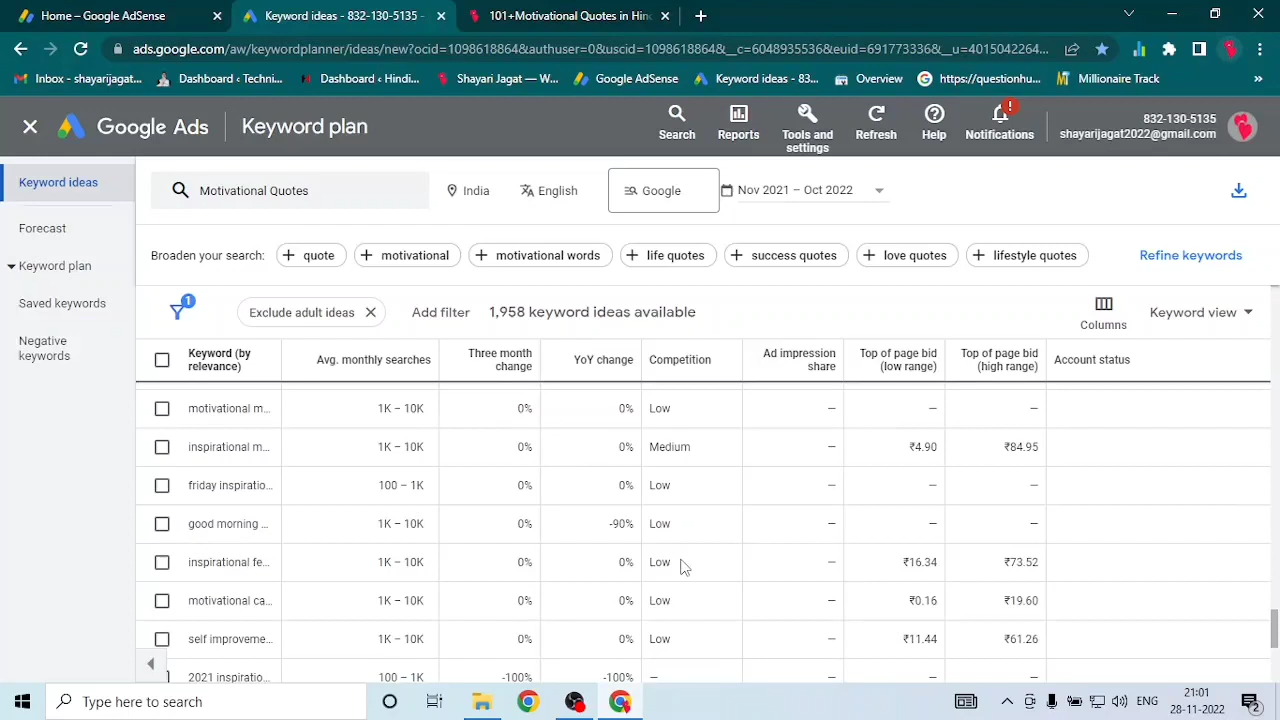 Home - Google AdSense
Keyword ideas - 832-130-5135 -
101+Motivational Quotes in Hin
ads.google.com/aw/keywordplanner/ideas/new?ocid=1098618864&authuser=0&uscid=1098618864&__c=6048935536&euid=6917733368&__u=4015042264...
Inbox - shayarijagat...
Dashboard ‹ Techni...
Dashboard ‹ Hindi...
Shayari Jagat — W...
Google AdSense
Keyword ideas - 83...
Overview
https://questionhu...
Millionaire Track
»
Google Ads
Keyword plan
Search
Reports
Tools and settings
Refresh
Help
Notifications
!
832-130-5135
shayarijagat2022@gmail.com
Keyword ideas
Forecast
Keyword plan
Saved keywords
Negative
keywords
Motivational Quotes
India
English
Google
Nov 2021 – Oct 2022
Broaden your search:
quote
motivational
motivational words
life quotes
success quotes
love quotes
lifestyle quotes
Refine keywords
1
Exclude adult ideas
Add filter
1,958 keyword ideas available
Columns
Keyword view
Keyword (by relevance) Avg. monthly searches Three month change YoY change Competition Ad impression share Top of page bid (low range) Top of page bid (high range) Account status
motivational m... 1K – 10K 0% 0% Low – – –
inspirational m... 1K – 10K 0% 0% Medium – ₹4.90 ₹84.95
friday inspiratio... 100 – 1K 0% 0% Low – – –
good morning ... 1K – 10K 0% -90% Low – – –
inspirational fe... 1K – 10K 0% 0% Low – ₹16.34 ₹73.52
motivational ca... 1K – 10K 0% 0% Low – ₹0.16 ₹19.60
self improveme... 1K – 10K 0% 0% Low – ₹11.44 ₹61.26
2021 inspiratio... 100 – 1K -100% -100% – – – –
Type here to search
ENG
21:01
28-11-2022
2